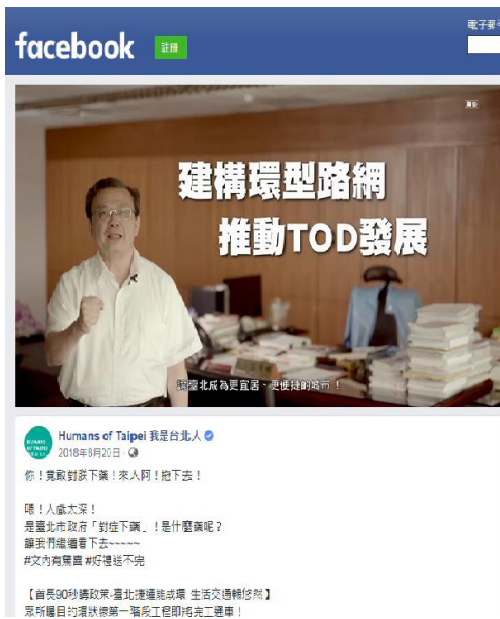 facebook
註冊
電子郵
建構環型路網
推動TOD發展
讓臺北成為更宜居、更便捷的城市！
Humans of Taipei 我是台北人
2018年8月20日
你！竟敢對朕下藥！來人阿！拖下去！
喂！入戲太深！
是臺北市政府「對症下藥」！是什麼藥呢？
讓我們繼續看下去~~~~~
#文內有驚喜 #好禮送不完
【首長90秒講政策-臺北捷運能成環 生活交通暢悠然】
眾所矚目的環狀線第一階段工程即將完工通車！